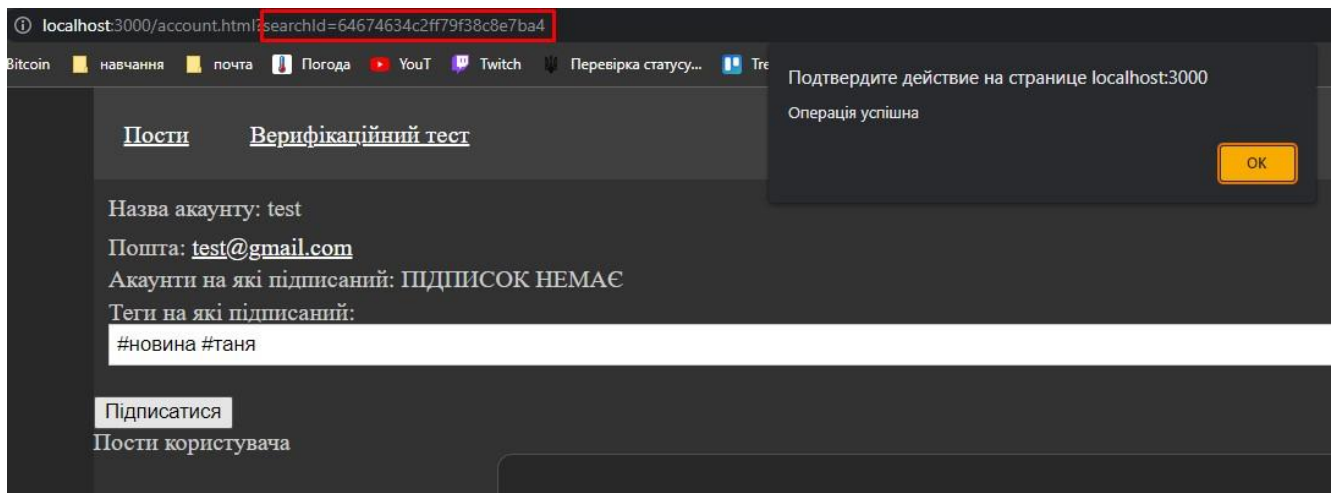 localhost:3000/account.html?searchId=64674634c2ff79f38c8e7ba4
Bitcoin навчання почта Погода YouT Twitch Перевірка статусу... Tre
Подтвердите действие на странице localhost:3000
Операція успішна
OK
Пости Верифікаційний тест
Назва акаунту: test
Пошта: test@gmail.com
Акаунти на які підписаний: ПІДПИСОК НЕМАЄ
Теги на які підписаний:
#новина #таня
Підписатися
Пости користувача